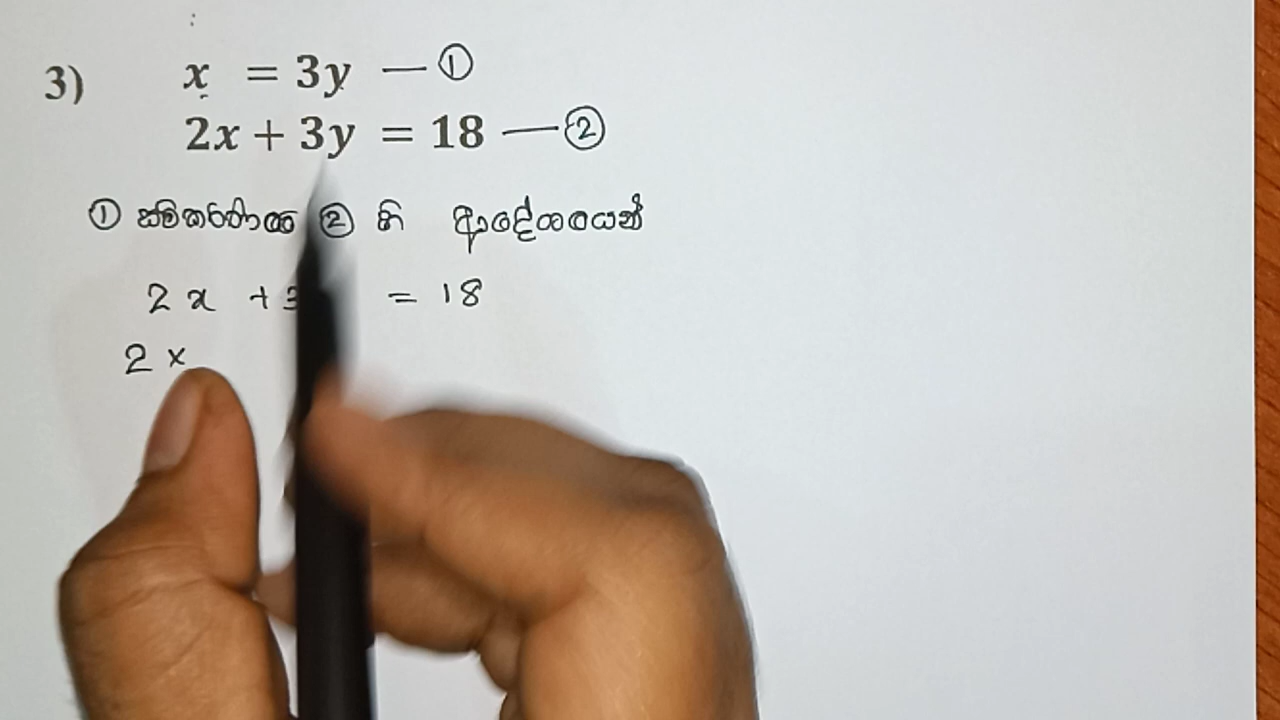 3) x = 3y — ①
2x + 3y = 18 — ②
① සමීකරණය ② හි ආදේශයෙන්
2x + 3 = 18
2 ×